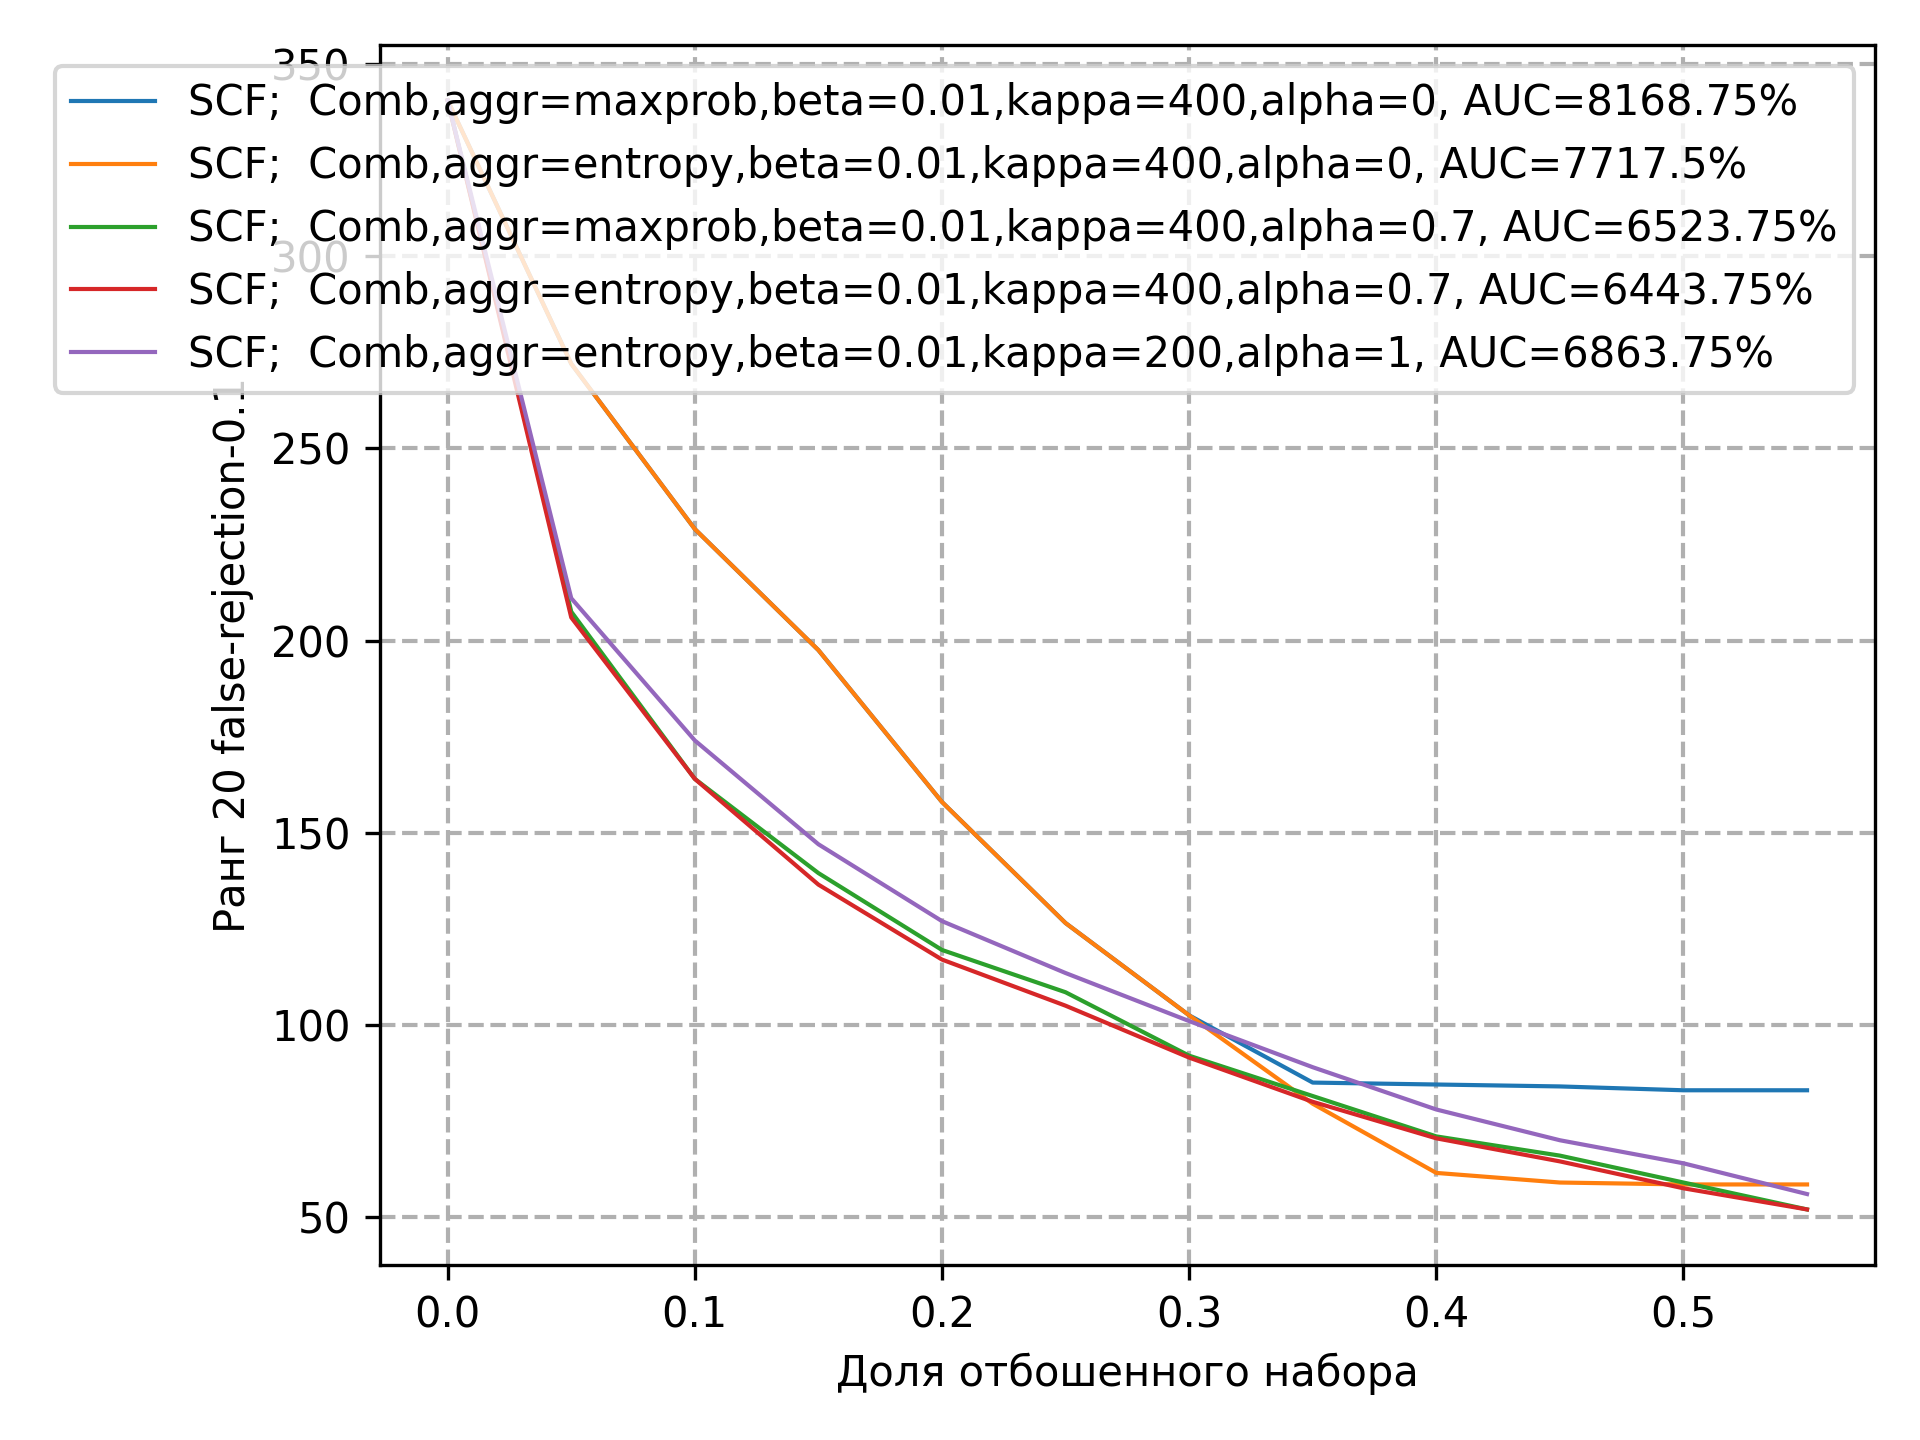 350
SCF;  Comb,aggr=maxprob,beta=0.01,kappa=400,alpha=0, AUC=8168.75%
SCF;  Comb,aggr=entropy,beta=0.01,kappa=400,alpha=0, AUC=7717.5%
SCF;  Comb,aggr=maxprob,beta=0.01,kappa=400,alpha=0.7, AUC=6523.75%
300
SCF;  Comb,aggr=entropy,beta=0.01,kappa=400,alpha=0.7, AUC=6443.75%
SCF;  Comb,aggr=entropy,beta=0.01,kappa=200,alpha=1, AUC=6863.75%
Ранг 20 false-rejection-0.1
250
200
150
100
50
0.0 0.1 0.2 0.3 0.4 0.5
Доля отбошенного набора